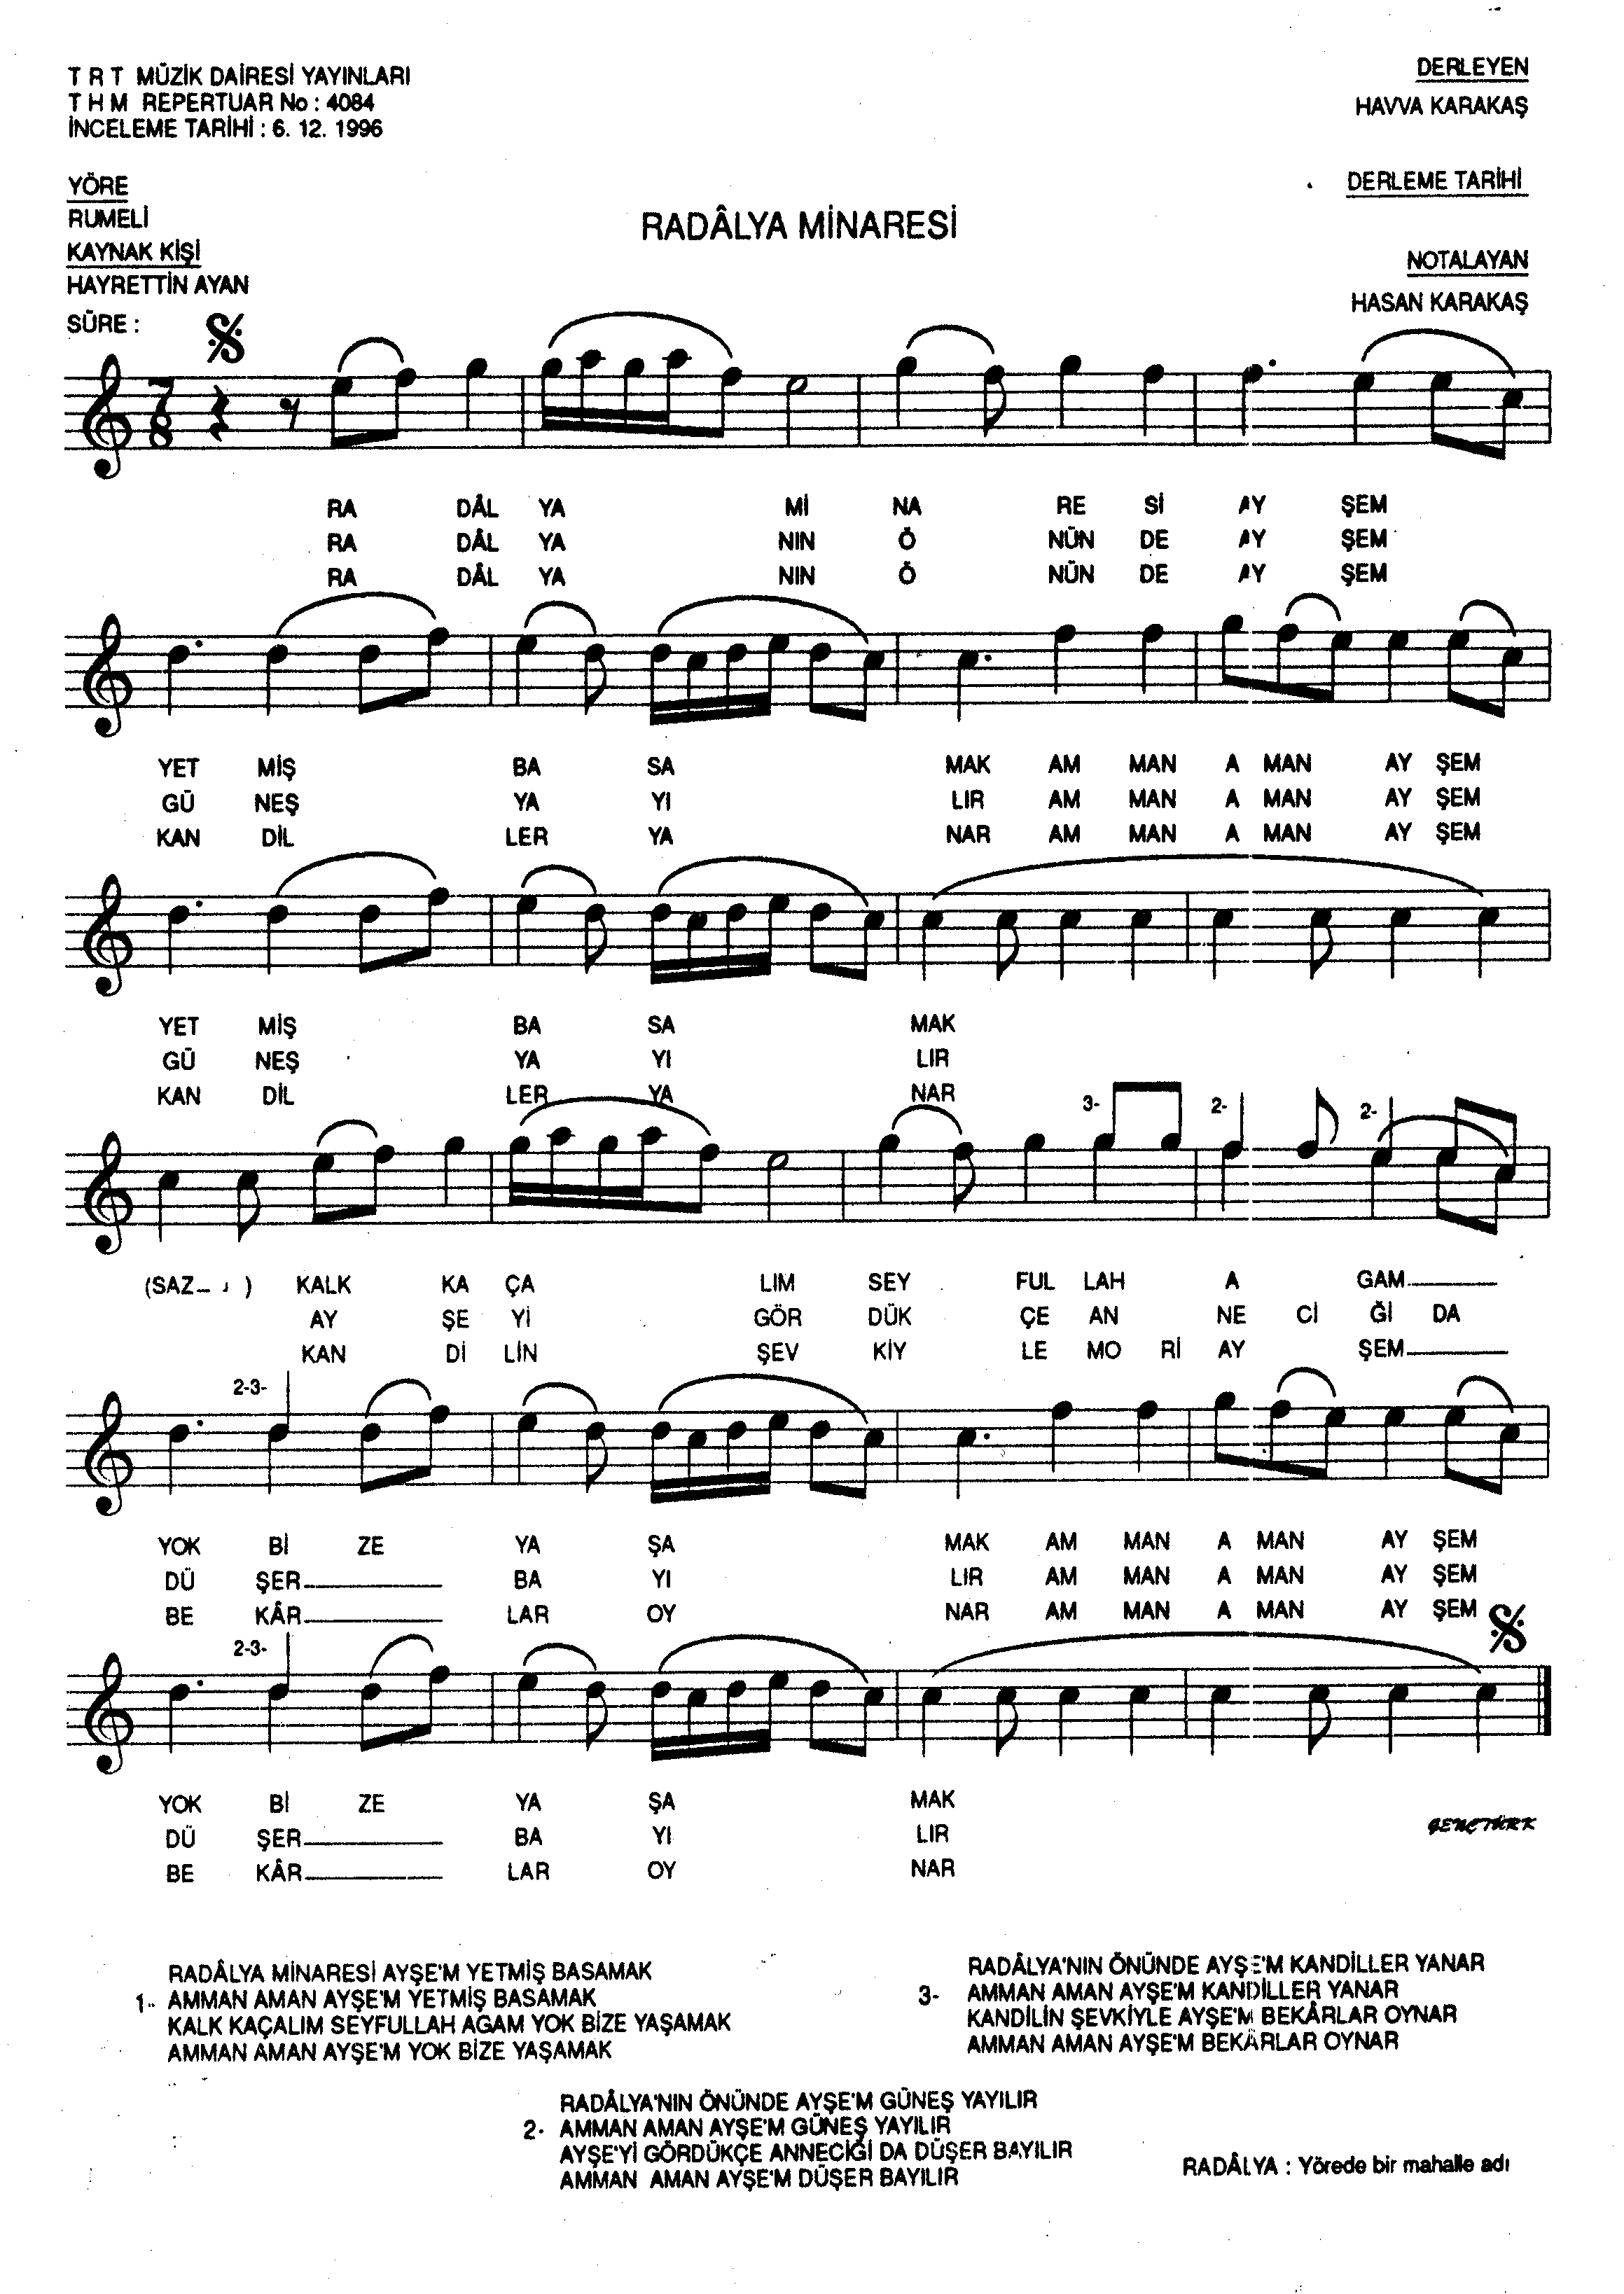 T R T MÜZİK DAİRESİ YAYINLARI
T H M REPERTUAR No : 4084
İNCELEME TARİHİ : 6. 12. 1996
DERLEYEN
HAVVA KARAKAŞ
YÖRE
RUMELİ
KAYNAK KİŞİ
HAYRETTİN AYAN
SÜRE :
RADÂLYA MİNARESİ
DERLEME TARİHİ
NOTALAYAN
HASAN KARAKAŞ
7
8
RA DÂL YA Mİ NA RE Sİ AY ŞEM
RA DÂL YA NIN Ö NÜN DE AY ŞEM
RA DÂL YA NIN Ö NÜN DE AY ŞEM
YET MİŞ BA SA MAK AM MAN A MAN AY ŞEM
GÜ NEŞ YA YI LIR AM MAN A MAN AY ŞEM
KAN DİL LER YA NAR AM MAN A MAN AY ŞEM
YET MİŞ BA SA MAK
GÜ NEŞ YA YI LIR
KAN DİL LER YA NAR
3- 2- 2-
(SAZ_ ) KALK KA ÇA LIM SEY FUL LAH A GAM______
AY ŞE Yİ GÖR DÜK ÇE AN NE Cİ Ğİ DA
KAN Dİ LİN ŞEV KİY LE MO Rİ AY ŞEM______
2-3-
YOK Bİ ZE YA ŞA MAK AM MAN A MAN AY ŞEM
DÜ ŞER______ BA YI LIR AM MAN A MAN AY ŞEM
BE KÂR______ LAR OY NAR AM MAN A MAN AY ŞEM
2-3-
YOK Bİ ZE YA ŞA MAK
DÜ ŞER______ BA YI LIR
BE KÂR______ LAR OY NAR
GENÇTÜRK
RADÂLYA MİNARESİ AYŞE'M YETMİŞ BASAMAK
1- AMMAN AMAN AYŞE'M YETMİŞ BASAMAK
KALK KAÇALIM SEYFULLAH AGAM YOK BİZE YAŞAMAK
AMMAN AMAN AYŞE'M YOK BİZE YAŞAMAK
RADÂLYA'NIN ÖNÜNDE AYŞE'M KANDİLLER YANAR
3- AMMAN AMAN AYŞE'M KANDİLLER YANAR
KANDİLİN ŞEVKİYLE AYŞE'M BEKÂRLAR OYNAR
AMMAN AMAN AYŞE'M BEKÂRLAR OYNAR
RADÂLYA'NIN ÖNÜNDE AYŞE'M GÜNEŞ YAYILIR
2- AMMAN AMAN AYŞE'M GÜNEŞ YAYILIR
AYŞE'Yİ GÖRDÜKÇE ANNECİĞİ DA DÜŞER BAYILIR
AMMAN AMAN AYŞE'M DÜŞER BAYILIR
RADÂLYA : Yörede bir mahalle adı